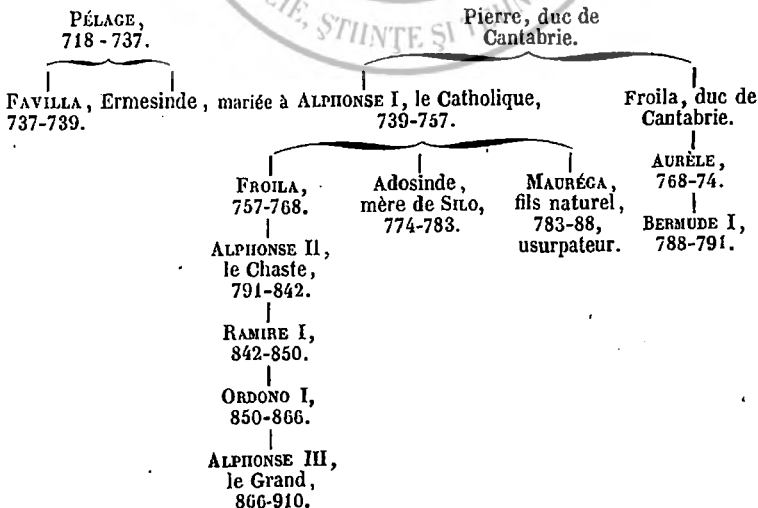 PÉLAGE,
718-737.
Pierre, duc de
Cantabrie.
ȘTIINȚE ȘI
FAVILLA, Ermesinde, mariée à ALPHONSE I, le Catholique,
737-739.
739-757.
Froila, duc de
Cantabrie.
FROILA,
757-768.
Adosinde,
mère de SILO,
774-783.
MAURÉGA,
fils naturel,
783-88,
usurpateur.
AURÈLE,
768-74.
BERMUDE I,
788-791.
ALPHONSE II,
le Chaste,
791-842.
RAMIRE I,
842-850.
ORDONO I,
850-866.
ALPHONSE III,
le Grand,
866-910.